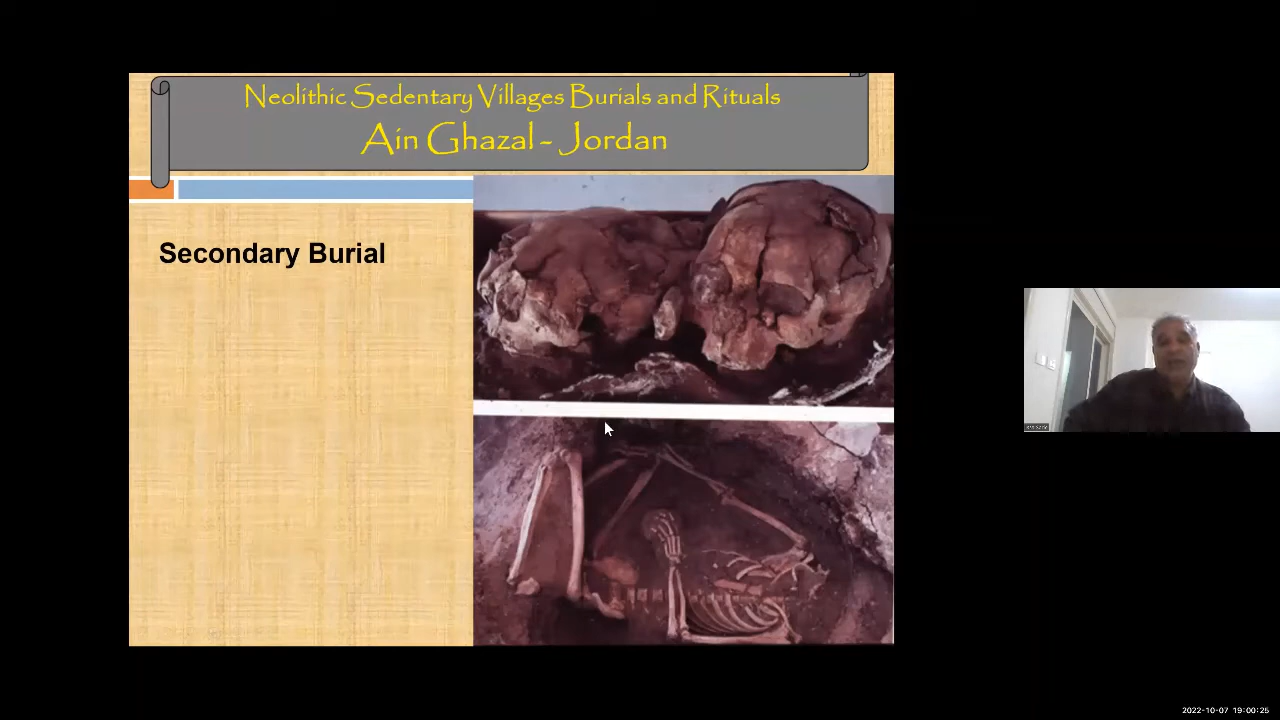 Neolithic Sedentary Villages Burials and Rituals
Ain Ghazal - Jordan
Secondary Burial
2022-10-07 19:00:25